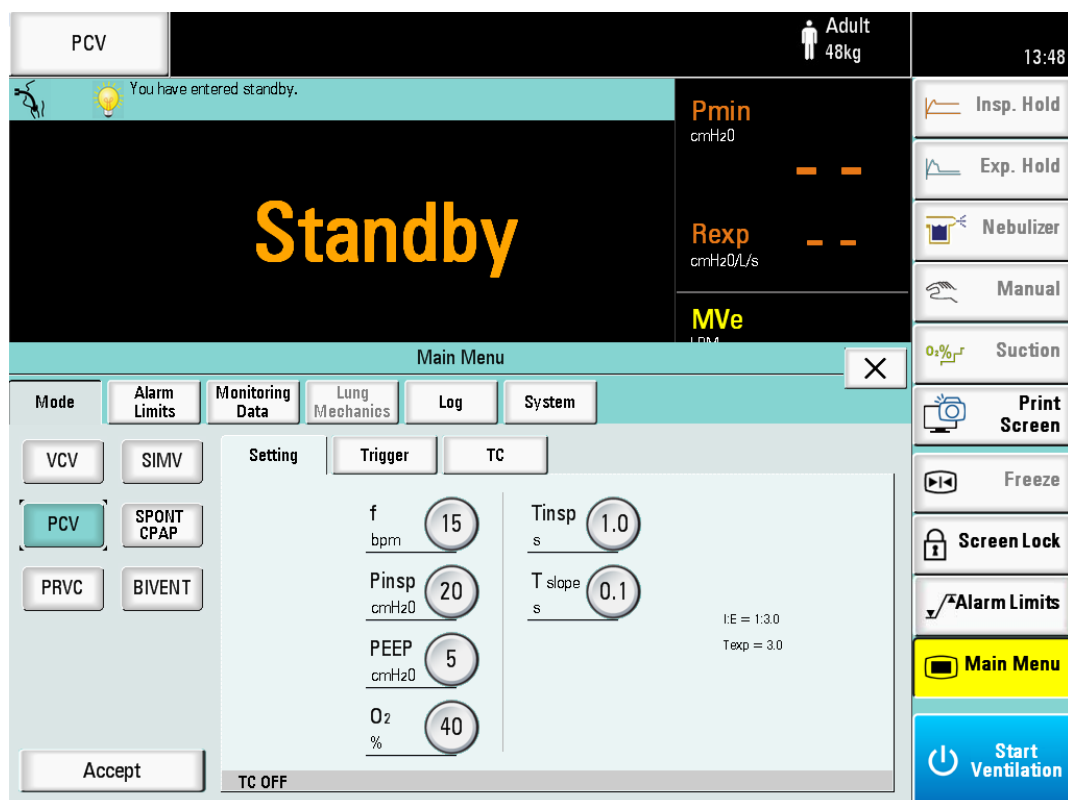 PCV
Adult
48kg
13:48
You have entered standby.
Standby
Pmin
cmH20
-- --
Rexp -- --
cmH20/L/s
MVe
Insp. Hold
Exp. Hold
Nebulizer
Manual
O2% Suction
Print
Screen
Freeze
Screen Lock
Alarm Limits
Main Menu
Start
Ventilation
Main Menu
Mode
Alarm
Limits
Monitoring
Data
Lung
Mechanics
Log
System
VCV
SIMV
PCV
SPONT
CPAP
PRVC
BIVENT
Accept
Setting
Trigger
TC
f
bpm
15
Tinsp
s
1.0
Pinsp
cmH20
20
T slope
s
0.1
PEEP
cmH20
5
O2
%
40
I:E = 1:3.0
Texp = 3.0
TC OFF